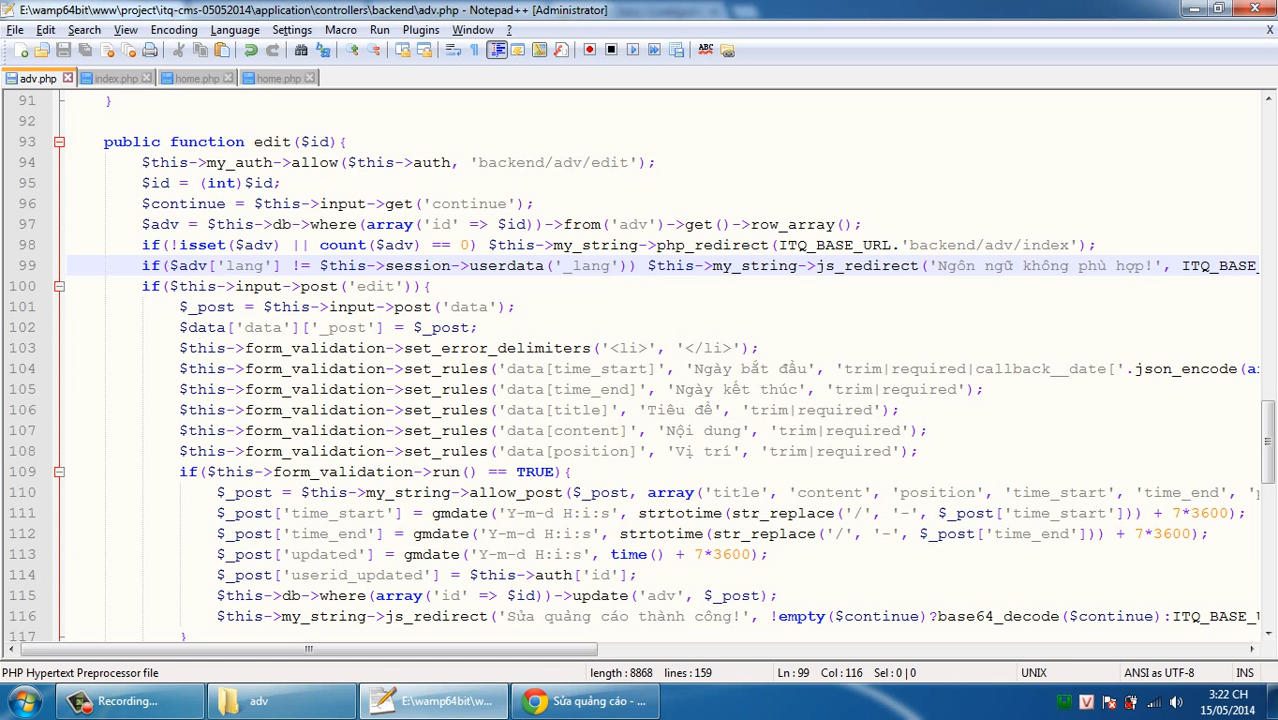 E:\wamp64bit\www\project\itq-cms-05052014\application\controllers\backend\adv.php - Notepad++ [Administrator]
File Edit Search View Encoding Language Settings Macro Run Plugins Window ? X
adv.php index.php home.php home.php
91 }
92
93 public function edit($id){
94 $this->my_auth->allow($this->auth, 'backend/adv/edit');
95 $id = (int)$id;
96 $continue = $this->input->get('continue');
97 $adv = $this->db->where(array('id' => $id))->from('adv')->get()->row_array();
98 if(!isset($adv) || count($adv) == 0) $this->my_string->php_redirect(ITQ_BASE_URL.'backend/adv/index');
99 if($adv['lang'] != $this->session->userdata('_lang')) $this->my_string->js_redirect('Ngôn ngữ không phù hợp!', ITQ_BASE_
100 if($this->input->post('edit')){
101 $_post = $this->input->post('data');
102 $data['data']['_post'] = $_post;
103 $this->form_validation->set_error_delimiters('<li>', '</li>');
104 $this->form_validation->set_rules('data[time_start]', 'Ngày bắt đầu', 'trim|required|callback__date['.json_encode(a
105 $this->form_validation->set_rules('data[time_end]', 'Ngày kết thúc', 'trim|required');
106 $this->form_validation->set_rules('data[title]', 'Tiêu đề', 'trim|required');
107 $this->form_validation->set_rules('data[content]', 'Nội dung', 'trim|required');
108 $this->form_validation->set_rules('data[position]', 'Vị trí', 'trim|required');
109 if($this->form_validation->run() == TRUE){
110 $_post = $this->my_string->allow_post($_post, array('title', 'content', 'position', 'time_start', 'time_end', '
111 $_post['time_start'] = gmdate('Y-m-d H:i:s', strtotime(str_replace('/', '-', $_post['time_start'])) + 7*3600);
112 $_post['time_end'] = gmdate('Y-m-d H:i:s', strtotime(str_replace('/', '-', $_post['time_end'])) + 7*3600);
113 $_post['updated'] = gmdate('Y-m-d H:i:s', time() + 7*3600);
114 $_post['userid_updated'] = $this->auth['id'];
115 $this->db->where(array('id' => $id))->update('adv', $_post);
116 $this->my_string->js_redirect('Sửa quảng cáo thành công!', !empty($continue)?base64_decode($continue):ITQ_BASE_
117 }
PHP Hypertext Preprocessor file length : 8868 lines : 159 Ln : 99 Col : 116 Sel : 0 | 0 UNIX ANSI as UTF-8 INS
Recording... adv E:\wamp64bit\w... Sửa quảng cáo - ... 3:22 CH
15/05/2014